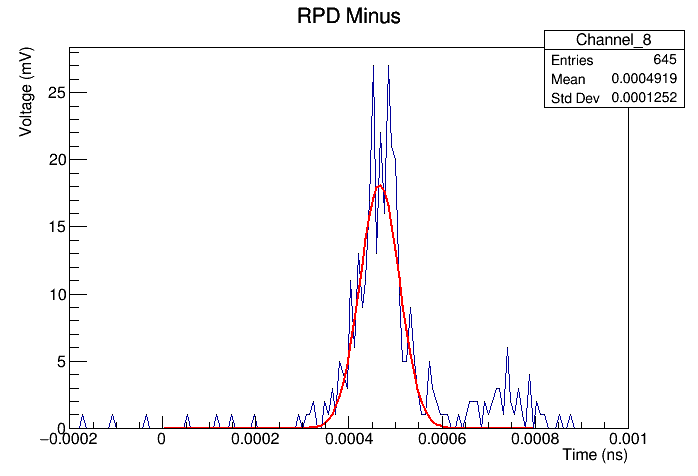 RPD Minus
Channel_8
Entries 645
Mean 0.0004919
Std Dev 0.0001252
Voltage (mV)
25
20
15
10
5
0
−0.0002 0 0.0002 0.0004 0.0006 0.0008 0.001
Time (ns)